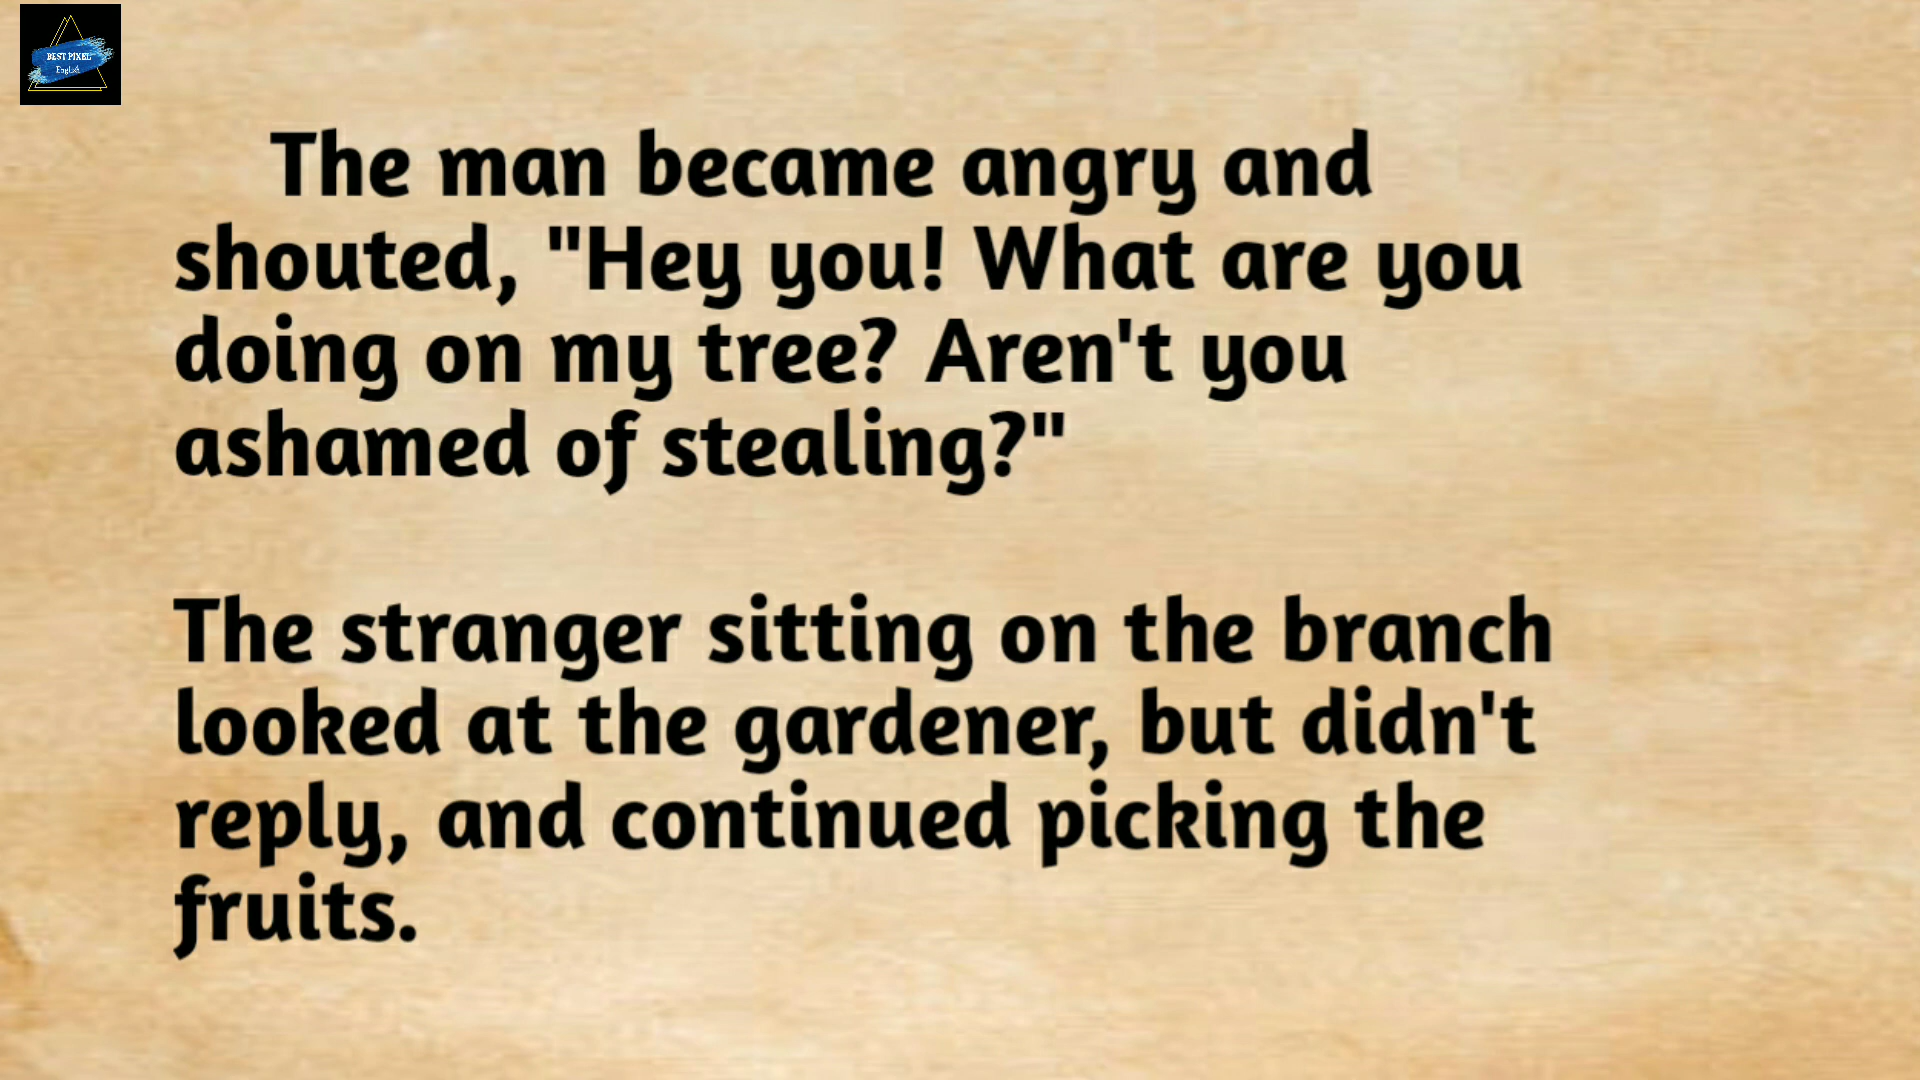 BEST PIXEL
English
The man became angry and
shouted, "Hey you! What are you
doing on my tree? Aren't you
ashamed of stealing?"
The stranger sitting on the branch
looked at the gardener, but didn't
reply, and continued picking the
fruits.